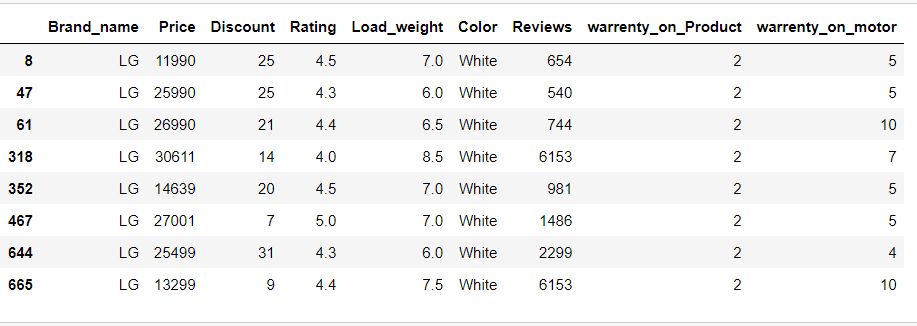 Brand_name Price Discount Rating Load_weight Color Reviews warrenty_on_Product warrenty_on_motor
8 LG 11990 25 4.5 7.0 White 654 2 5
47 LG 25990 25 4.3 6.0 White 540 2 5
61 LG 26990 21 4.4 6.5 White 744 2 10
318 LG 30611 14 4.0 8.5 White 6153 2 7
352 LG 14639 20 4.5 7.0 White 981 2 5
467 LG 27001 7 5.0 7.0 White 1486 2 5
644 LG 25499 31 4.3 6.0 White 2299 2 4
665 LG 13299 9 4.4 7.5 White 6153 2 10